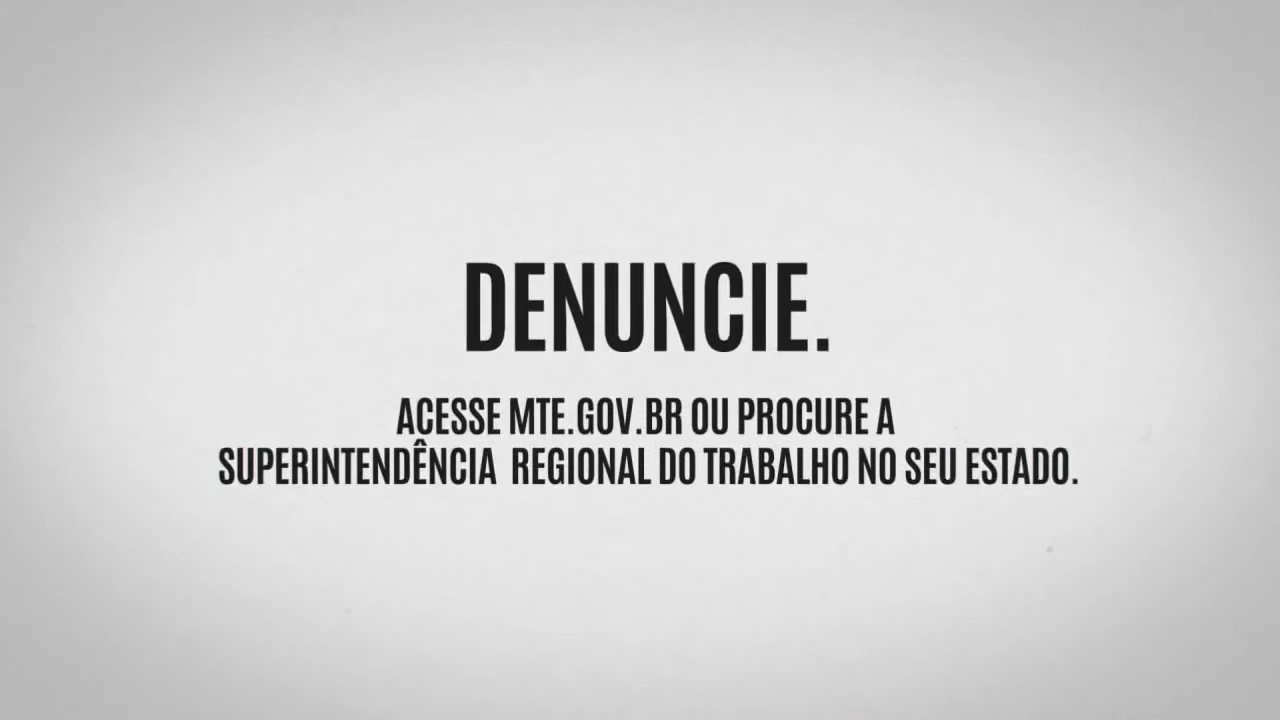 DENUNCIE.
ACESSE MTE.GOV.BR OU PROCURE A
SUPERINTENDÊNCIA REGIONAL DO TRABALHO NO SEU ESTADO.